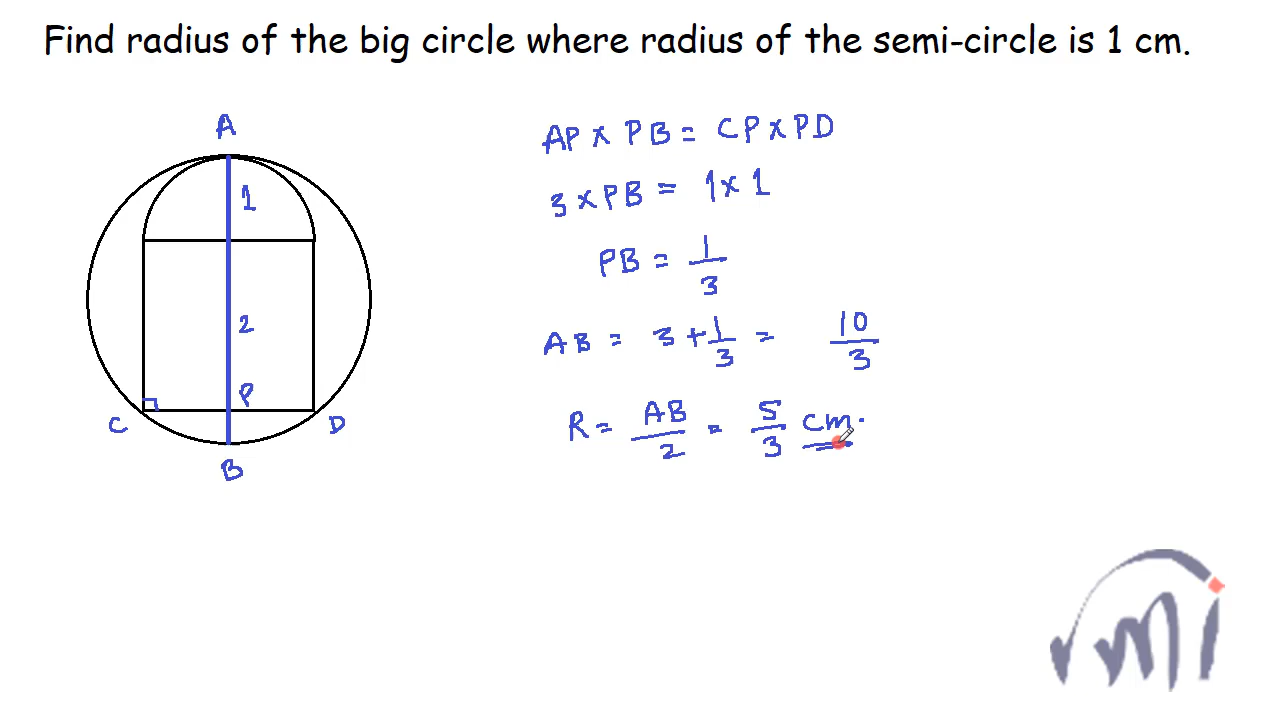 Find radius of the big circle where radius of the semi-circle is 1 cm.
A
1
2
P
C
D
B
AP x PB = CP x PD
3 x PB = 1 x 1
PB = 1/3
AB = 3 + 1/3 = 10/3
R = AB/2 = 5/3 cm.
rmi